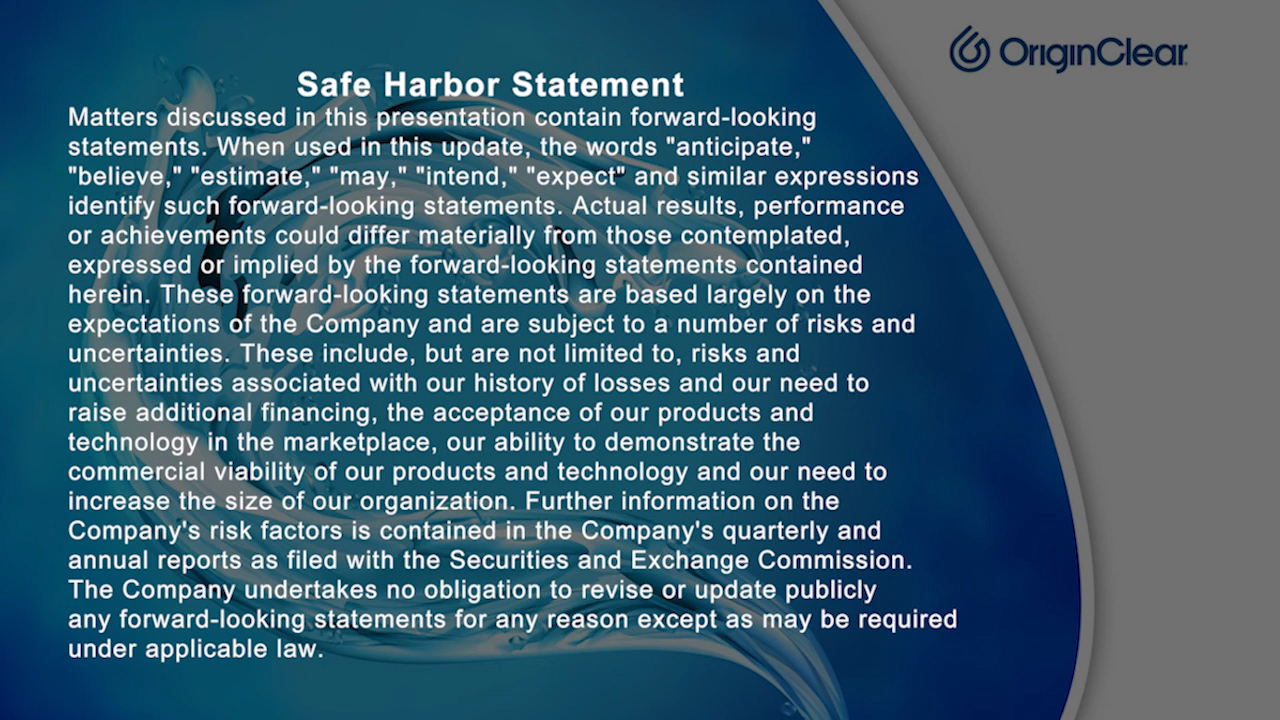 OriginClear
Safe Harbor Statement
Matters discussed in this presentation contain forward-looking
statements. When used in this update, the words "anticipate,"
"believe," "estimate," "may," "intend," "expect" and similar expressions
identify such forward-looking statements. Actual results, performance
or achievements could differ materially from those contemplated,
expressed or implied by the forward-looking statements contained
herein. These forward-looking statements are based largely on the
expectations of the Company and are subject to a number of risks and
uncertainties. These include, but are not limited to, risks and
uncertainties associated with our history of losses and our need to
raise additional financing, the acceptance of our products and
technology in the marketplace, our ability to demonstrate the
commercial viability of our products and technology and our need to
increase the size of our organization. Further information on the
Company's risk factors is contained in the Company's quarterly and
annual reports as filed with the Securities and Exchange Commission.
The Company undertakes no obligation to revise or update publicly
any forward-looking statements for any reason except as may be required
under applicable law.